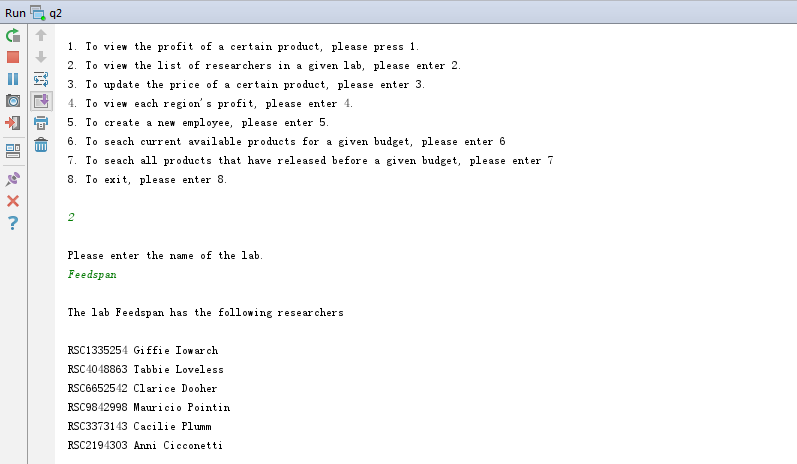 Run q2
1. To view the profit of a certain product, please press 1.
2. To view the list of researchers in a given lab, please enter 2.
3. To update the price of a certain product, please enter 3.
4. To view each region's profit, please enter 4.
5. To create a new employee, please enter 5.
6. To seach current available products for a given budget, please enter 6
7. To seach all products that have released before a given budget, please enter 7
8. To exit, please enter 8.
2
Please enter the name of the lab.
Feedspan
The lab Feedspan has the following researchers
RSC1335254 Giffie Iowarch
RSC4048863 Tabbie Loveless
RSC6652542 Clarice Dooher
RSC9842998 Mauricio Pointin
RSC3373143 Cacilie Plumm
RSC2194303 Anni Cicconetti